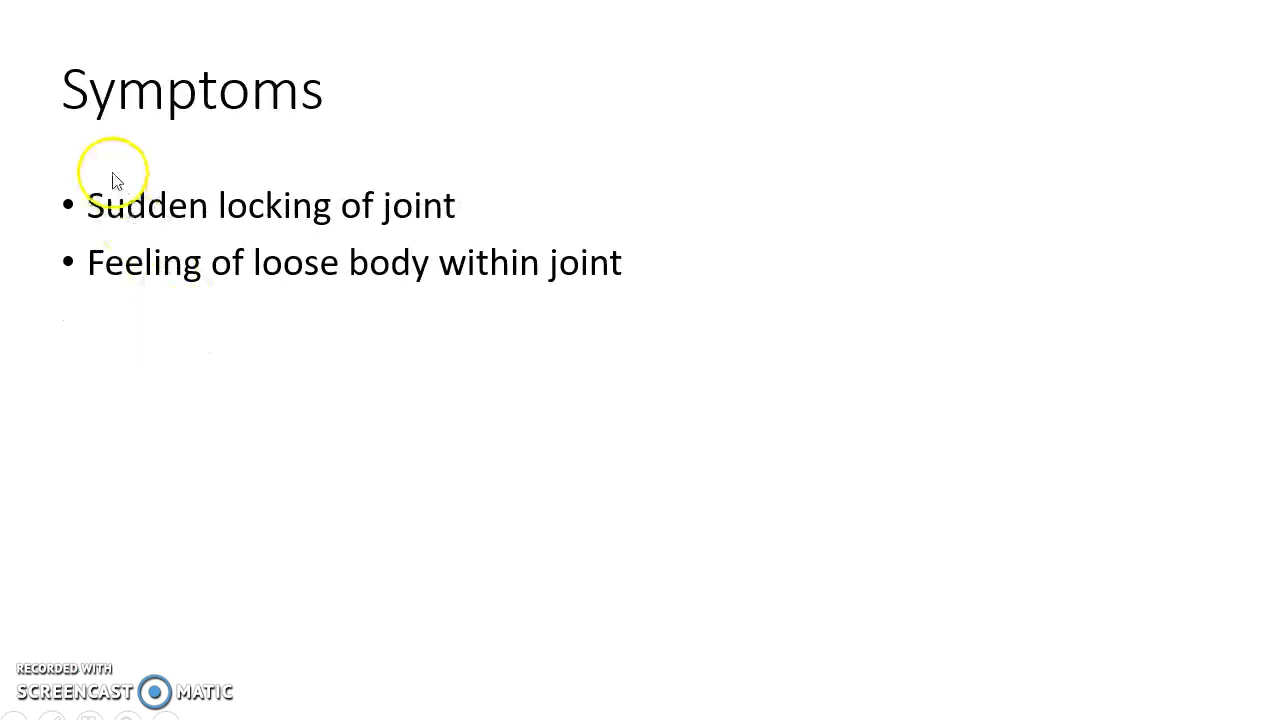 Symptoms
• Sudden locking of joint
• Feeling of loose body within joint
RECORDED WITH
SCREENCAST MATIC